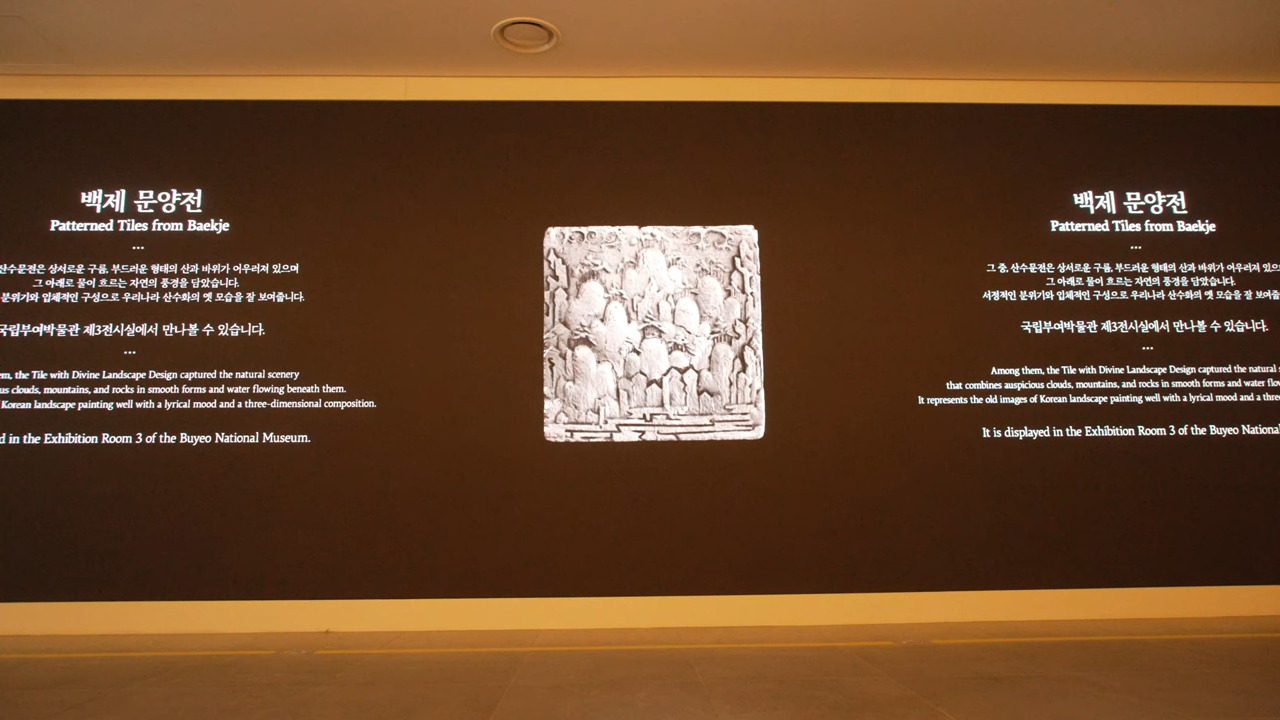 백제 문양전
Patterned Tiles from Baekje
산수문전은 상서로운 구름, 부드러운 형태의 산과 바위가 어우러져 있으며
그 아래로 물이 흐르는 자연의 풍경을 담았습니다.
분위기와 입체적인 구성으로 우리나라 산수화의 옛 모습을 잘 보여줍니다.
국립부여박물관 제3전시실에서 만나볼 수 있습니다.
the Tile with Divine Landscape Design captured the natural scenery
clouds, mountains, and rocks in smooth forms and water flowing beneath them.
Korean landscape painting well with a lyrical mood and a three-dimensional composition.
in the Exhibition Room 3 of the Buyeo National Museum.
백제 문양전
Patterned Tiles from Baekje
그 중, 산수문전은 상서로운 구름, 부드러운 형태의 산과 바위가 어우러져
그 아래로 물이 흐르는 자연의 풍경을 담았습니다.
서정적인 분위기와 입체적인 구성으로 우리나라 산수화의 옛 모습을 잘
국립부여박물관 제3전시실에서 만나볼 수 있습니다.
Among them, the Tile with Divine Landscape Design captured the natural
that combines auspicious clouds, mountains, and rocks in smooth forms and water
It represents the old images of Korean landscape painting well with a lyrical mood and a
It is displayed in the Exhibition Room 3 of the Buyeo National